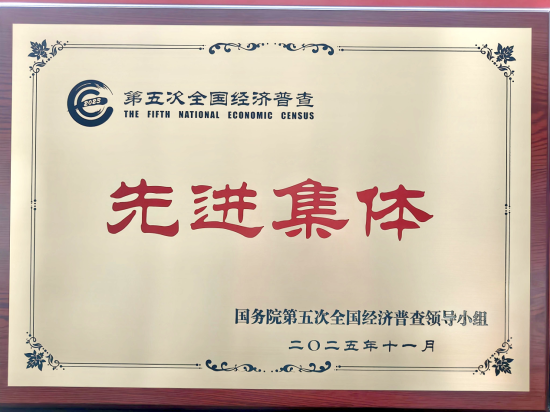 2023
第五次全国经济普查
THE FIFTH NATIONAL ECONOMIC CENSUS
先进集体
国务院第五次全国经济普查领导小组
二〇二五年十一月